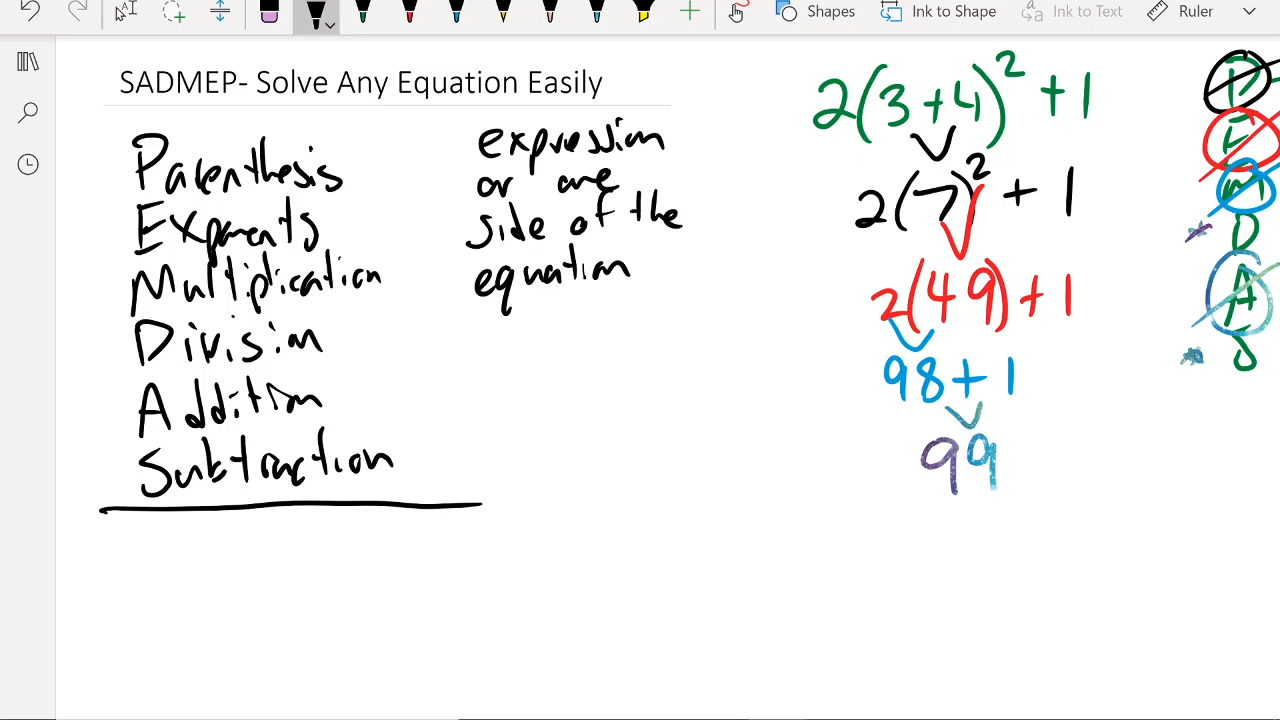 Shapes
Ink to Shape
Ink to Text
Ruler
SADMEP- Solve Any Equation Easily
Parenthesis
Exponents
Multiplication
Division
Addition
Subtraction
expression
or one
side of the
equation
2(3+4)² + 1
2(7)² + 1
2(49) + 1
98 + 1
99
P
E
M
D
A
S